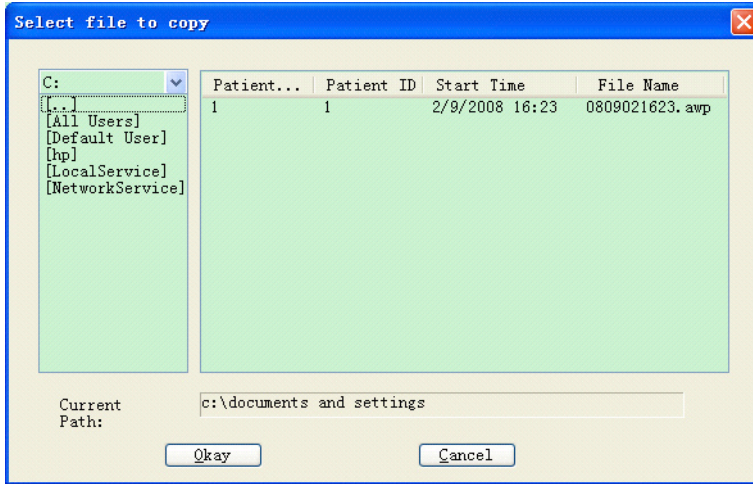 Select file to copy
C:
[..]
[All Users]
[Default User]
[hp]
[LocalService]
[NetworkService]
Patient... Patient ID Start Time File Name
1 1 2/9/2008 16:23 0809021623.awp
Current
Path:
c:\documents and settings
Okay Cancel